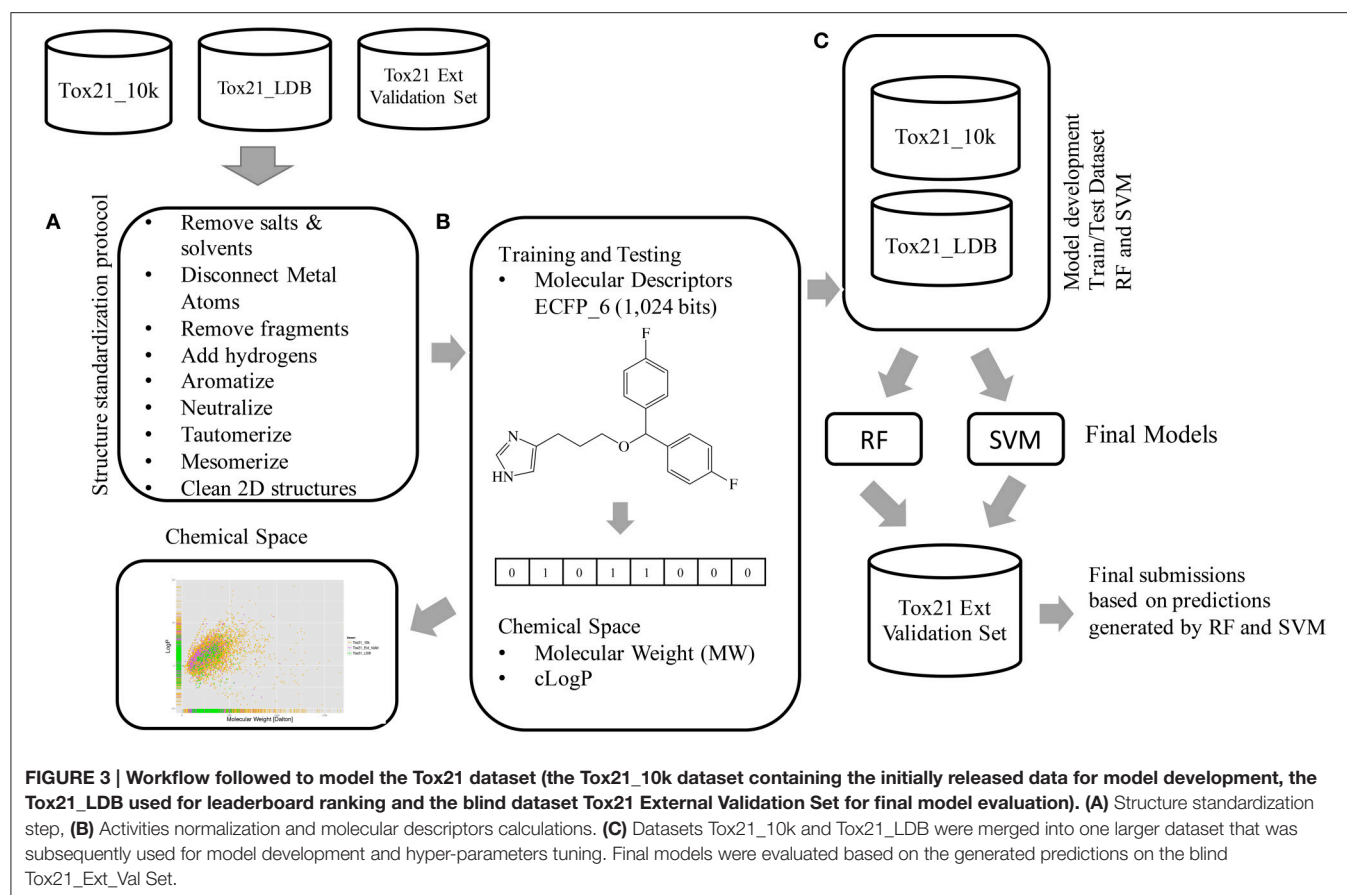 Tox21_10k
Tox21_LDB
Tox21 Ext
Validation Set
A
Structure standardization protocol
• Remove salts &
solvents
• Disconnect Metal
Atoms
• Remove fragments
• Add hydrogens
• Aromatize
• Neutralize
• Tautomerize
• Mesomerize
• Clean 2D structures
Chemical Space
LogP
Molecular Weight [Dalton]
Tox21_10k
Tox21_Ext_Valid
Tox21_LDB
B
Training and Testing
• Molecular Descriptors
ECFP_6 (1,024 bits)
F
N
HN
O
F
0 1 0 1 1 0 0 0
Chemical Space
• Molecular Weight (MW)
• cLogP
C
Tox21_10k
Tox21_LDB
Model development
Train/Test Dataset
RF and SVM
RF
SVM
Final Models
Tox21 Ext
Validation Set
Final submissions
based on predictions
generated by RF and SVM
FIGURE 3 | Workflow followed to model the Tox21 dataset (the Tox21_10k dataset containing the initially released data for model development, the
Tox21_LDB used for leaderboard ranking and the blind dataset Tox21 External Validation Set for final model evaluation). (A) Structure standardization
step, (B) Activities normalization and molecular descriptors calculations. (C) Datasets Tox21_10k and Tox21_LDB were merged into one larger dataset that was
subsequently used for model development and hyper-parameters tuning. Final models were evaluated based on the generated predictions on the blind
Tox21_Ext_Val Set.